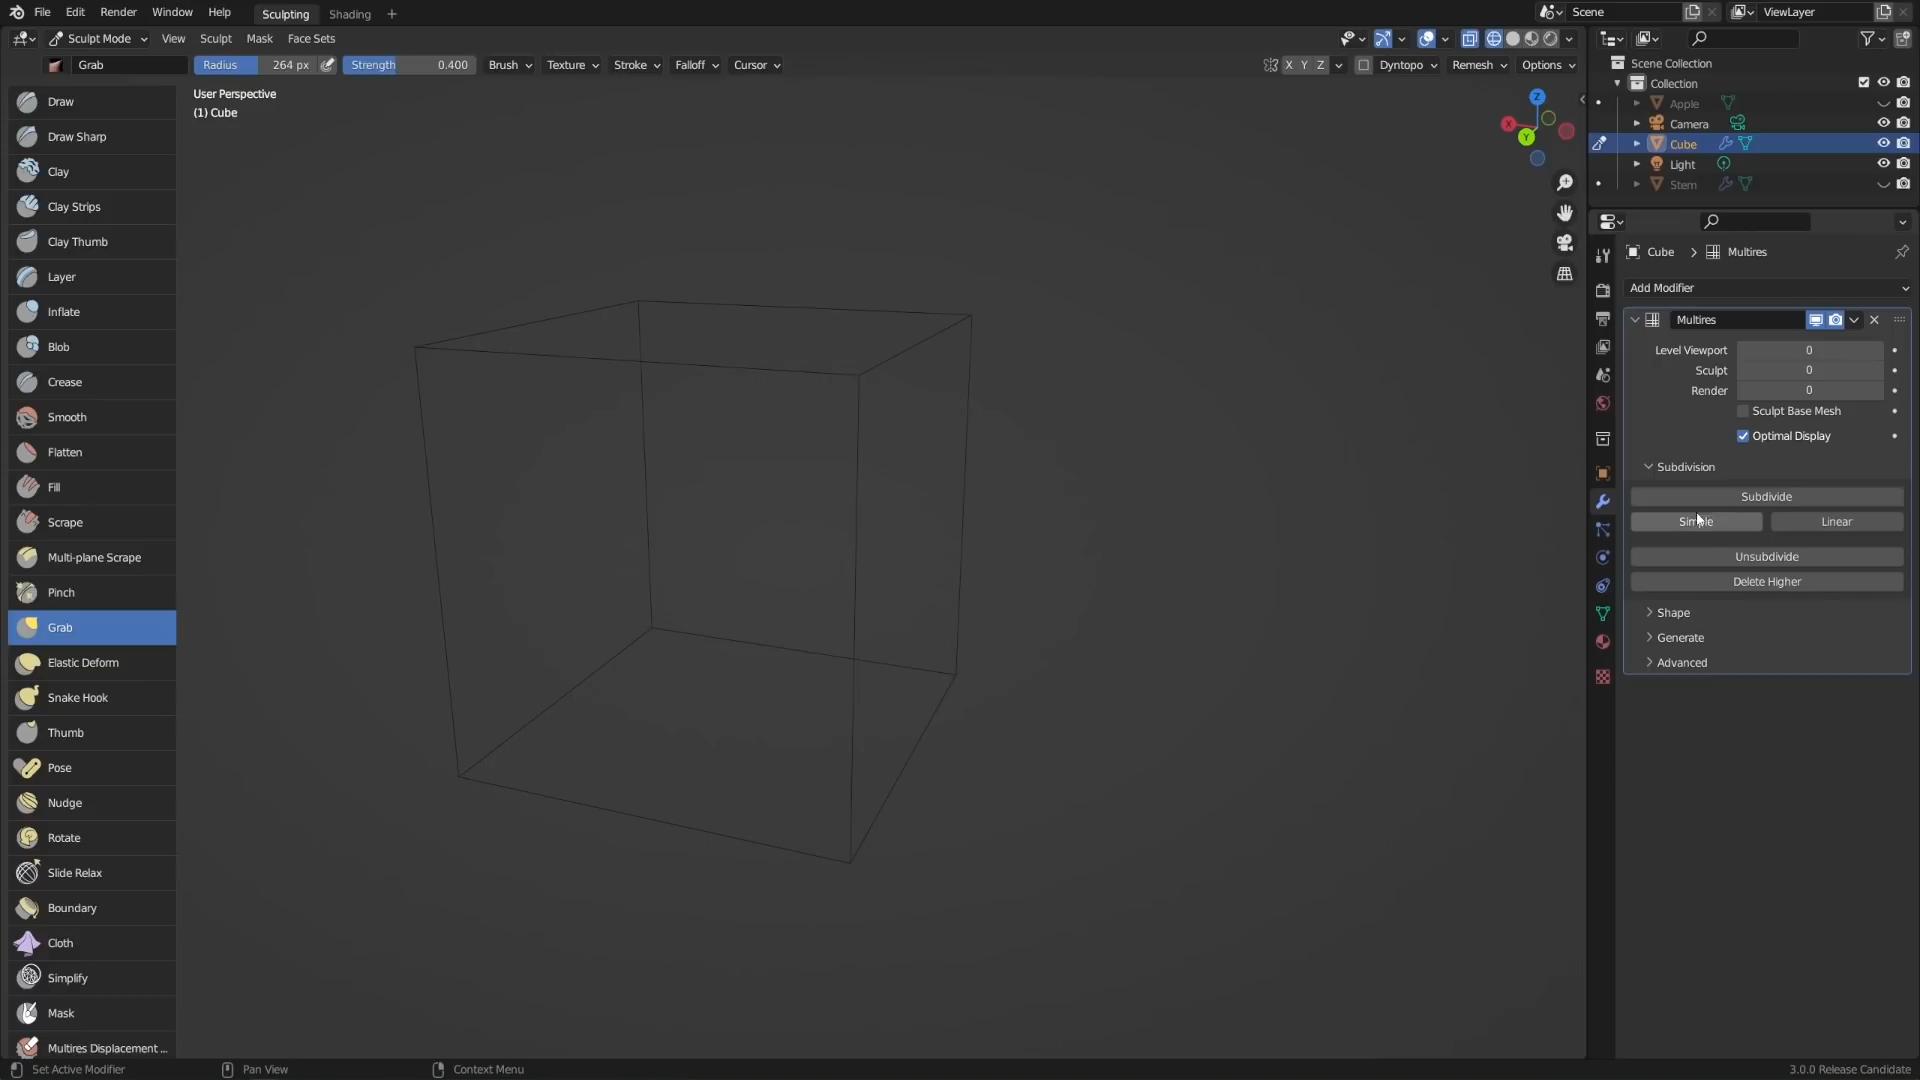 File Edit Render Window Help Sculpting Shading + Scene ViewLayer
Sculpt Mode View Sculpt Mask Face Sets
Grab Radius 264 px Strength 0.400 Brush Texture Stroke Falloff Cursor X Y Z Dyntopo Remesh Options
User Perspective
(1) Cube
Z
X
Y
Draw
Draw Sharp
Clay
Clay Strips
Clay Thumb
Layer
Inflate
Blob
Crease
Smooth
Flatten
Fill
Scrape
Multi-plane Scrape
Pinch
Grab
Elastic Deform
Snake Hook
Thumb
Pose
Nudge
Rotate
Slide Relax
Boundary
Cloth
Simplify
Mask
Multires Displacement ...
Scene Collection
Collection
Apple
Camera
Cube
Light
Stem
Cube > Multires
Add Modifier
Multires
Level Viewport 0
Sculpt 0
Render 0
Sculpt Base Mesh
Optimal Display
Subdivision
Subdivide
Simple Linear
Unsubdivide
Delete Higher
Shape
Generate
Advanced
Set Active Modifier Pan View Context Menu 3.0.0 Release Candidate